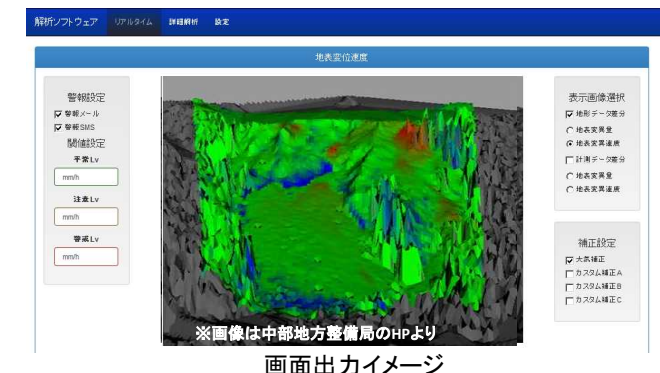 解析ソフトウェア リアルタイム 詳細解析 設定
地表変位速度
警報設定
警報メール
警報SMS
閾値設定
平常Lv
mm/h
注意Lv
mm/h
警戒Lv
mm/h
表示画像選択
地形データ差分
地表変異量
地表変異速度
計測データ差分
地表変異量
地表変異速度
補正設定
大気補正
カスタム補正A
カスタム補正B
カスタム補正C
※画像は中部地方整備局のHPより
画面出力イメージ